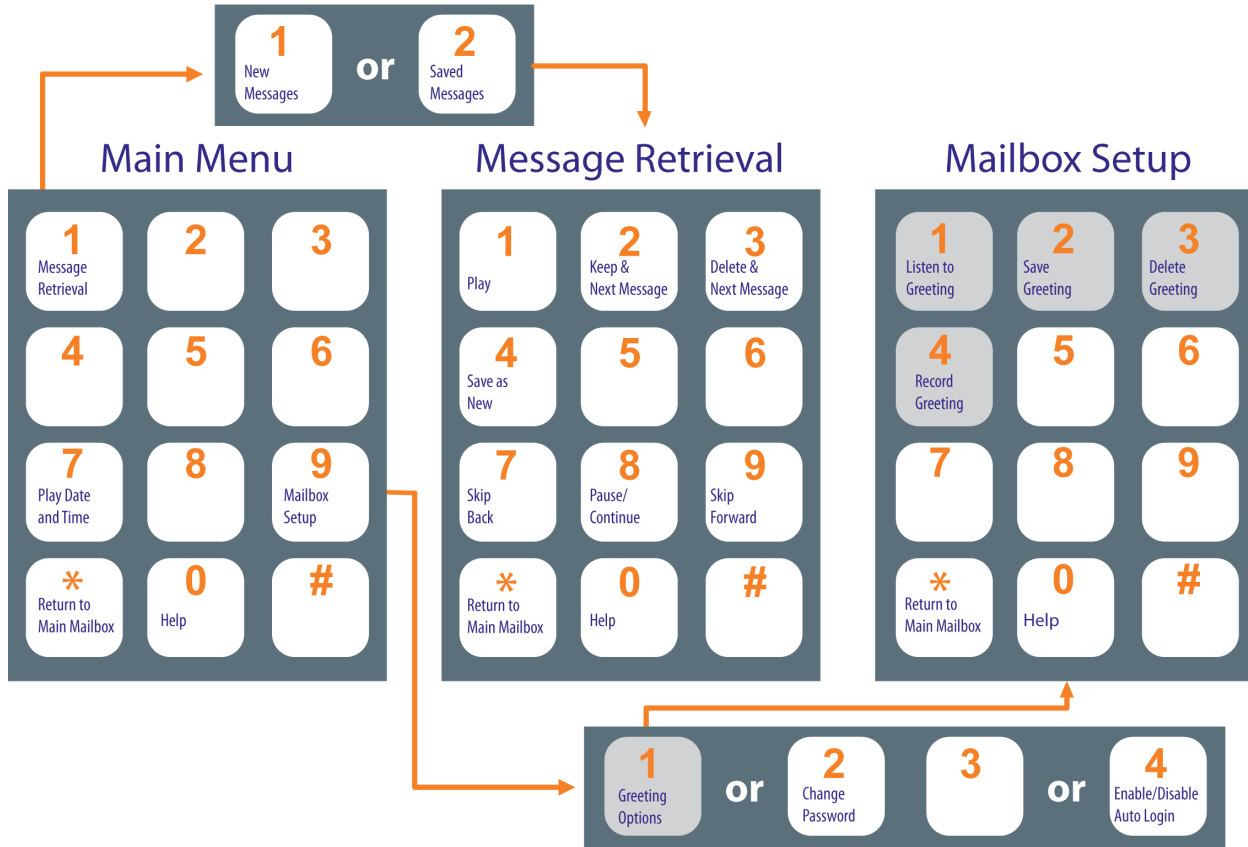 1
New
Messages
or
2
Saved
Messages
Main Menu
1
Message
Retrieval
2
3
4
5
6
7
Play Date
and Time
8
9
Mailbox
Setup
*
Return to
Main Mailbox
0
Help
#
Message Retrieval
1
Play
2
Keep &
Next Message
3
Delete &
Next Message
4
Save as
New
5
6
7
Skip
Back
8
Pause/
Continue
9
Skip
Forward
*
Return to
Main Mailbox
0
Help
#
Mailbox Setup
1
Listen to
Greeting
2
Save
Greeting
3
Delete
Greeting
4
Record
Greeting
5
6
7
8
9
*
Return to
Main Mailbox
0
Help
#
1
Greeting
Options
or
2
Change
Password
3
or
4
Enable/Disable
Auto Login